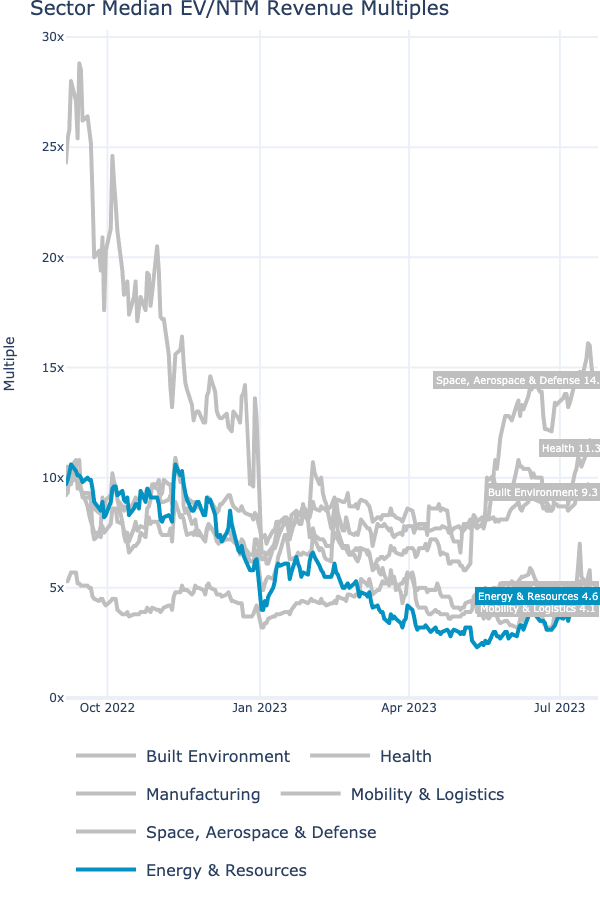 Sector Median EV/NTM Revenue Multiples
30x
25x
20x
15x
10x
5x
0x
Multiple
Space, Aerospace & Defense 14.
Health 11.3
Built Environment 9.3
Energy & Resources 4.6
Mobility & Logistics 4.1
Oct 2022
Jan 2023
Apr 2023
Jul 2023
Built Environment
Health
Manufacturing
Mobility & Logistics
Space, Aerospace & Defense
Energy & Resources